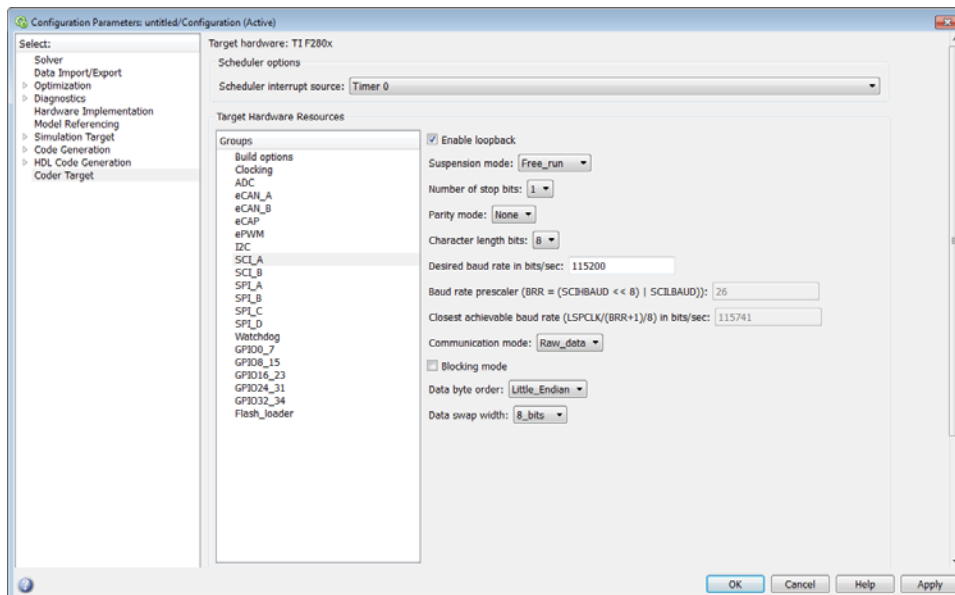 Configuration Parameters: untitled/Configuration (Active)
Select:
Solver
Data Import/Export
Optimization
Diagnostics
Hardware Implementation
Model Referencing
Simulation Target
Code Generation
HDL Code Generation
Coder Target
Target hardware: TI F280x
Scheduler options
Scheduler interrupt source: Timer 0
Target Hardware Resources
Groups
Build options
Clocking
ADC
eCAN_A
eCAN_B
eCAP
ePWM
I2C
SCI_A
SCI_B
SPI_A
SPI_B
SPI_C
SPI_D
Watchdog
GPIO0_7
GPIO8_15
GPIO16_23
GPIO24_31
GPIO32_34
Flash_loader
Enable loopback
Suspension mode: Free_run
Number of stop bits: 1
Parity mode: None
Character length bits: 8
Desired baud rate in bits/sec: 115200
Baud rate prescaler (BRR = (SCIHBAUD << 8) | SCILBAUD)): 26
Closest achievable baud rate (LSPCLK/(BRR+1)/8) in bits/sec: 115741
Communication mode: Raw_data
Blocking mode
Data byte order: Little_Endian
Data swap width: 8_bits
OK Cancel Help Apply